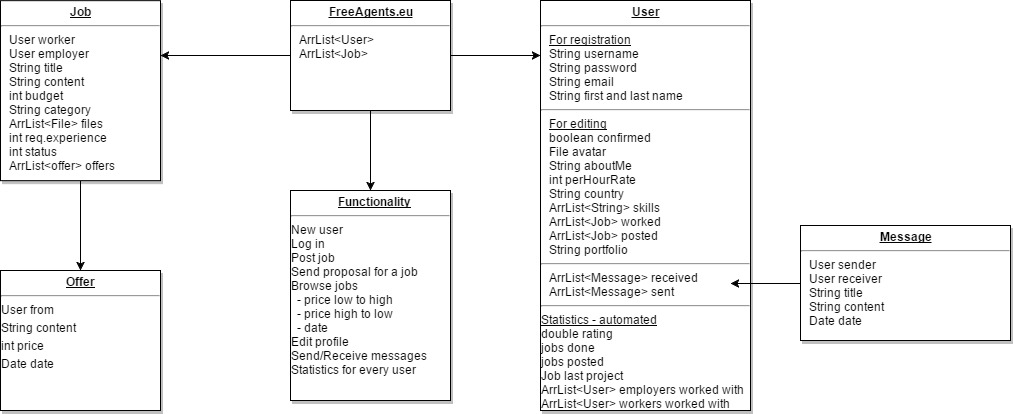 Job
User worker
User employer
String title
String content
int budget
String category
ArrList<File> files
int req.experience
int status
ArrList<offer> offers
FreeAgents.eu
ArrList<User>
ArrList<Job>
User
For registration
String username
String password
String email
String first and last name
For editing
boolean confirmed
File avatar
String aboutMe
int perHourRate
String country
ArrList<String> skills
ArrList<Job> worked
ArrList<Job> posted
String portfolio
ArrList<Message> received
ArrList<Message> sent
Statistics - automated
double rating
jobs done
jobs posted
Job last project
ArrList<User> employers worked with
ArrList<User> workers worked with
Functionality
New user
Log in
Post job
Send proposal for a job
Browse jobs
- price low to high
- price high to low
- date
Edit profile
Send/Receive messages
Statistics for every user
Offer
User from
String content
int price
Date date
Message
User sender
User receiver
String title
String content
Date date